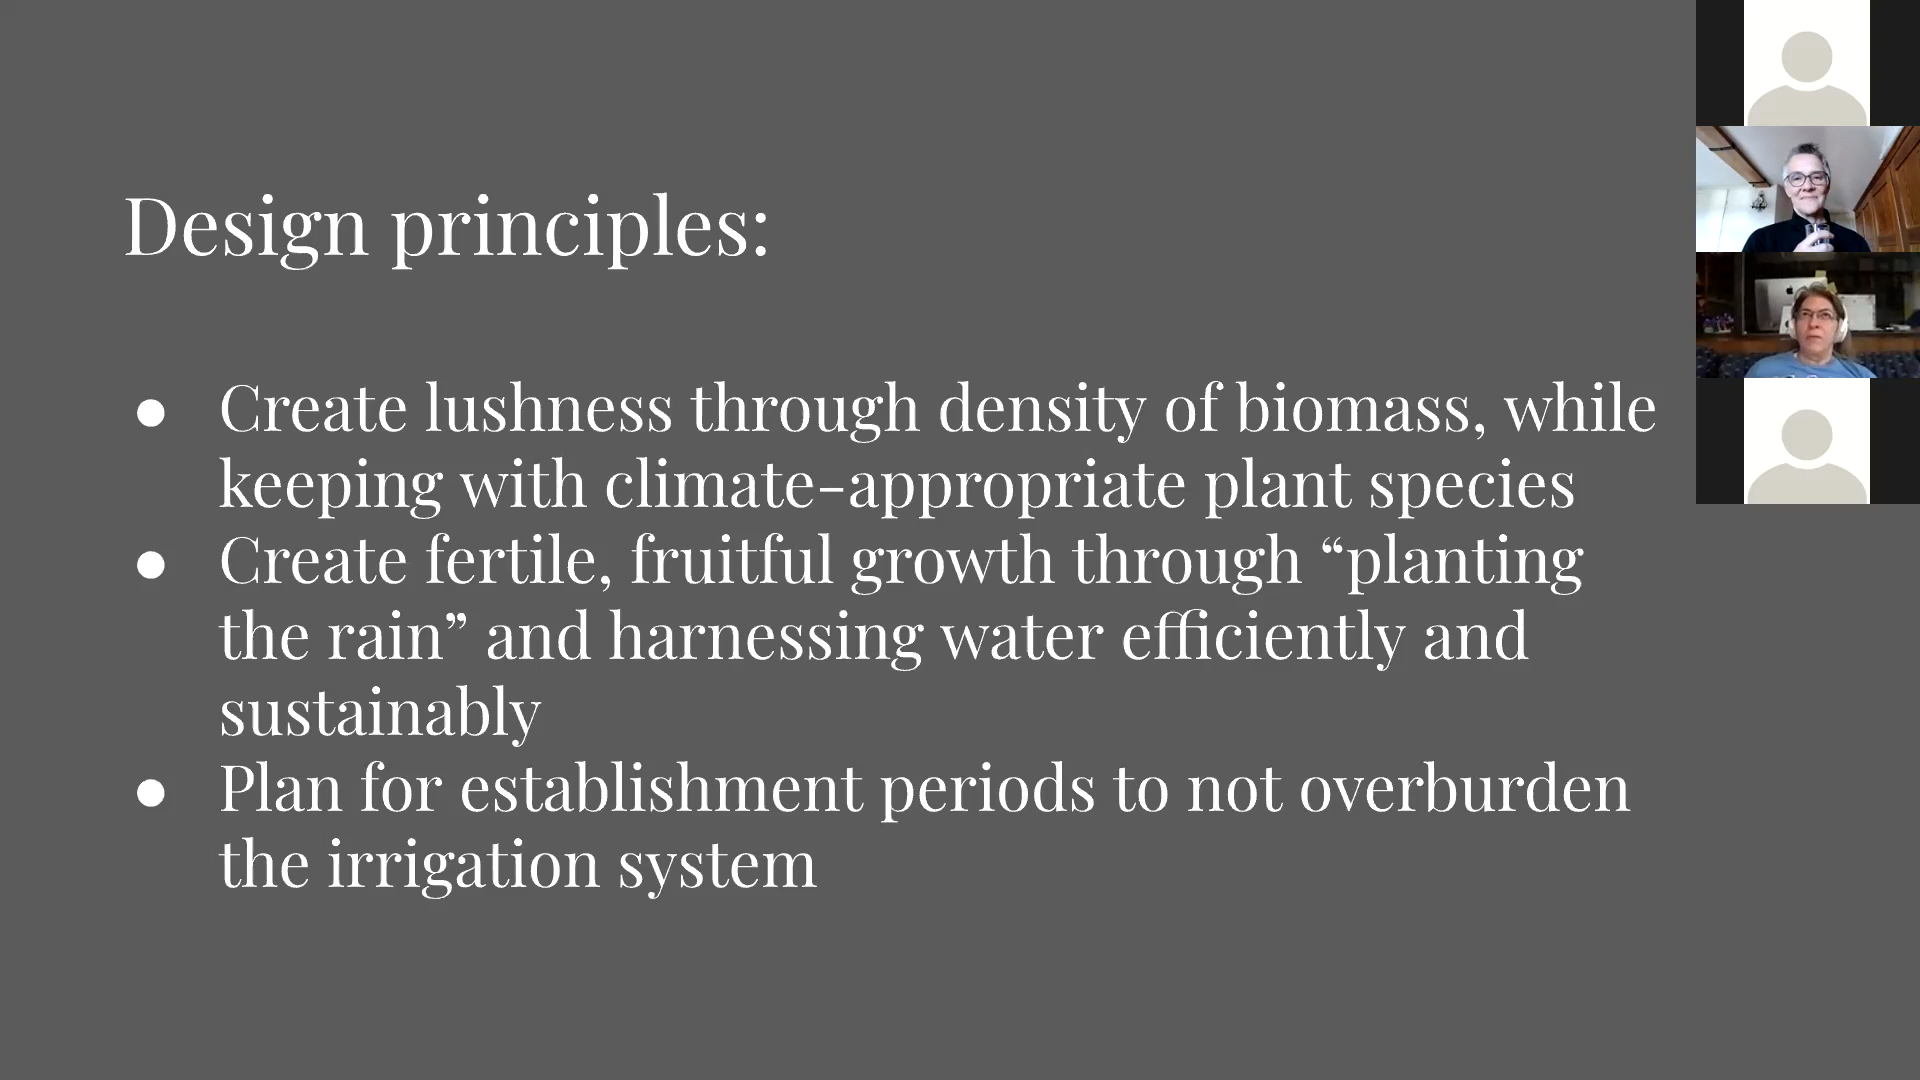 Design principles:
● Create lushness through density of biomass, while
keeping with climate-appropriate plant species
● Create fertile, fruitful growth through “planting
the rain” and harnessing water efficiently and
sustainably
● Plan for establishment periods to not overburden
the irrigation system